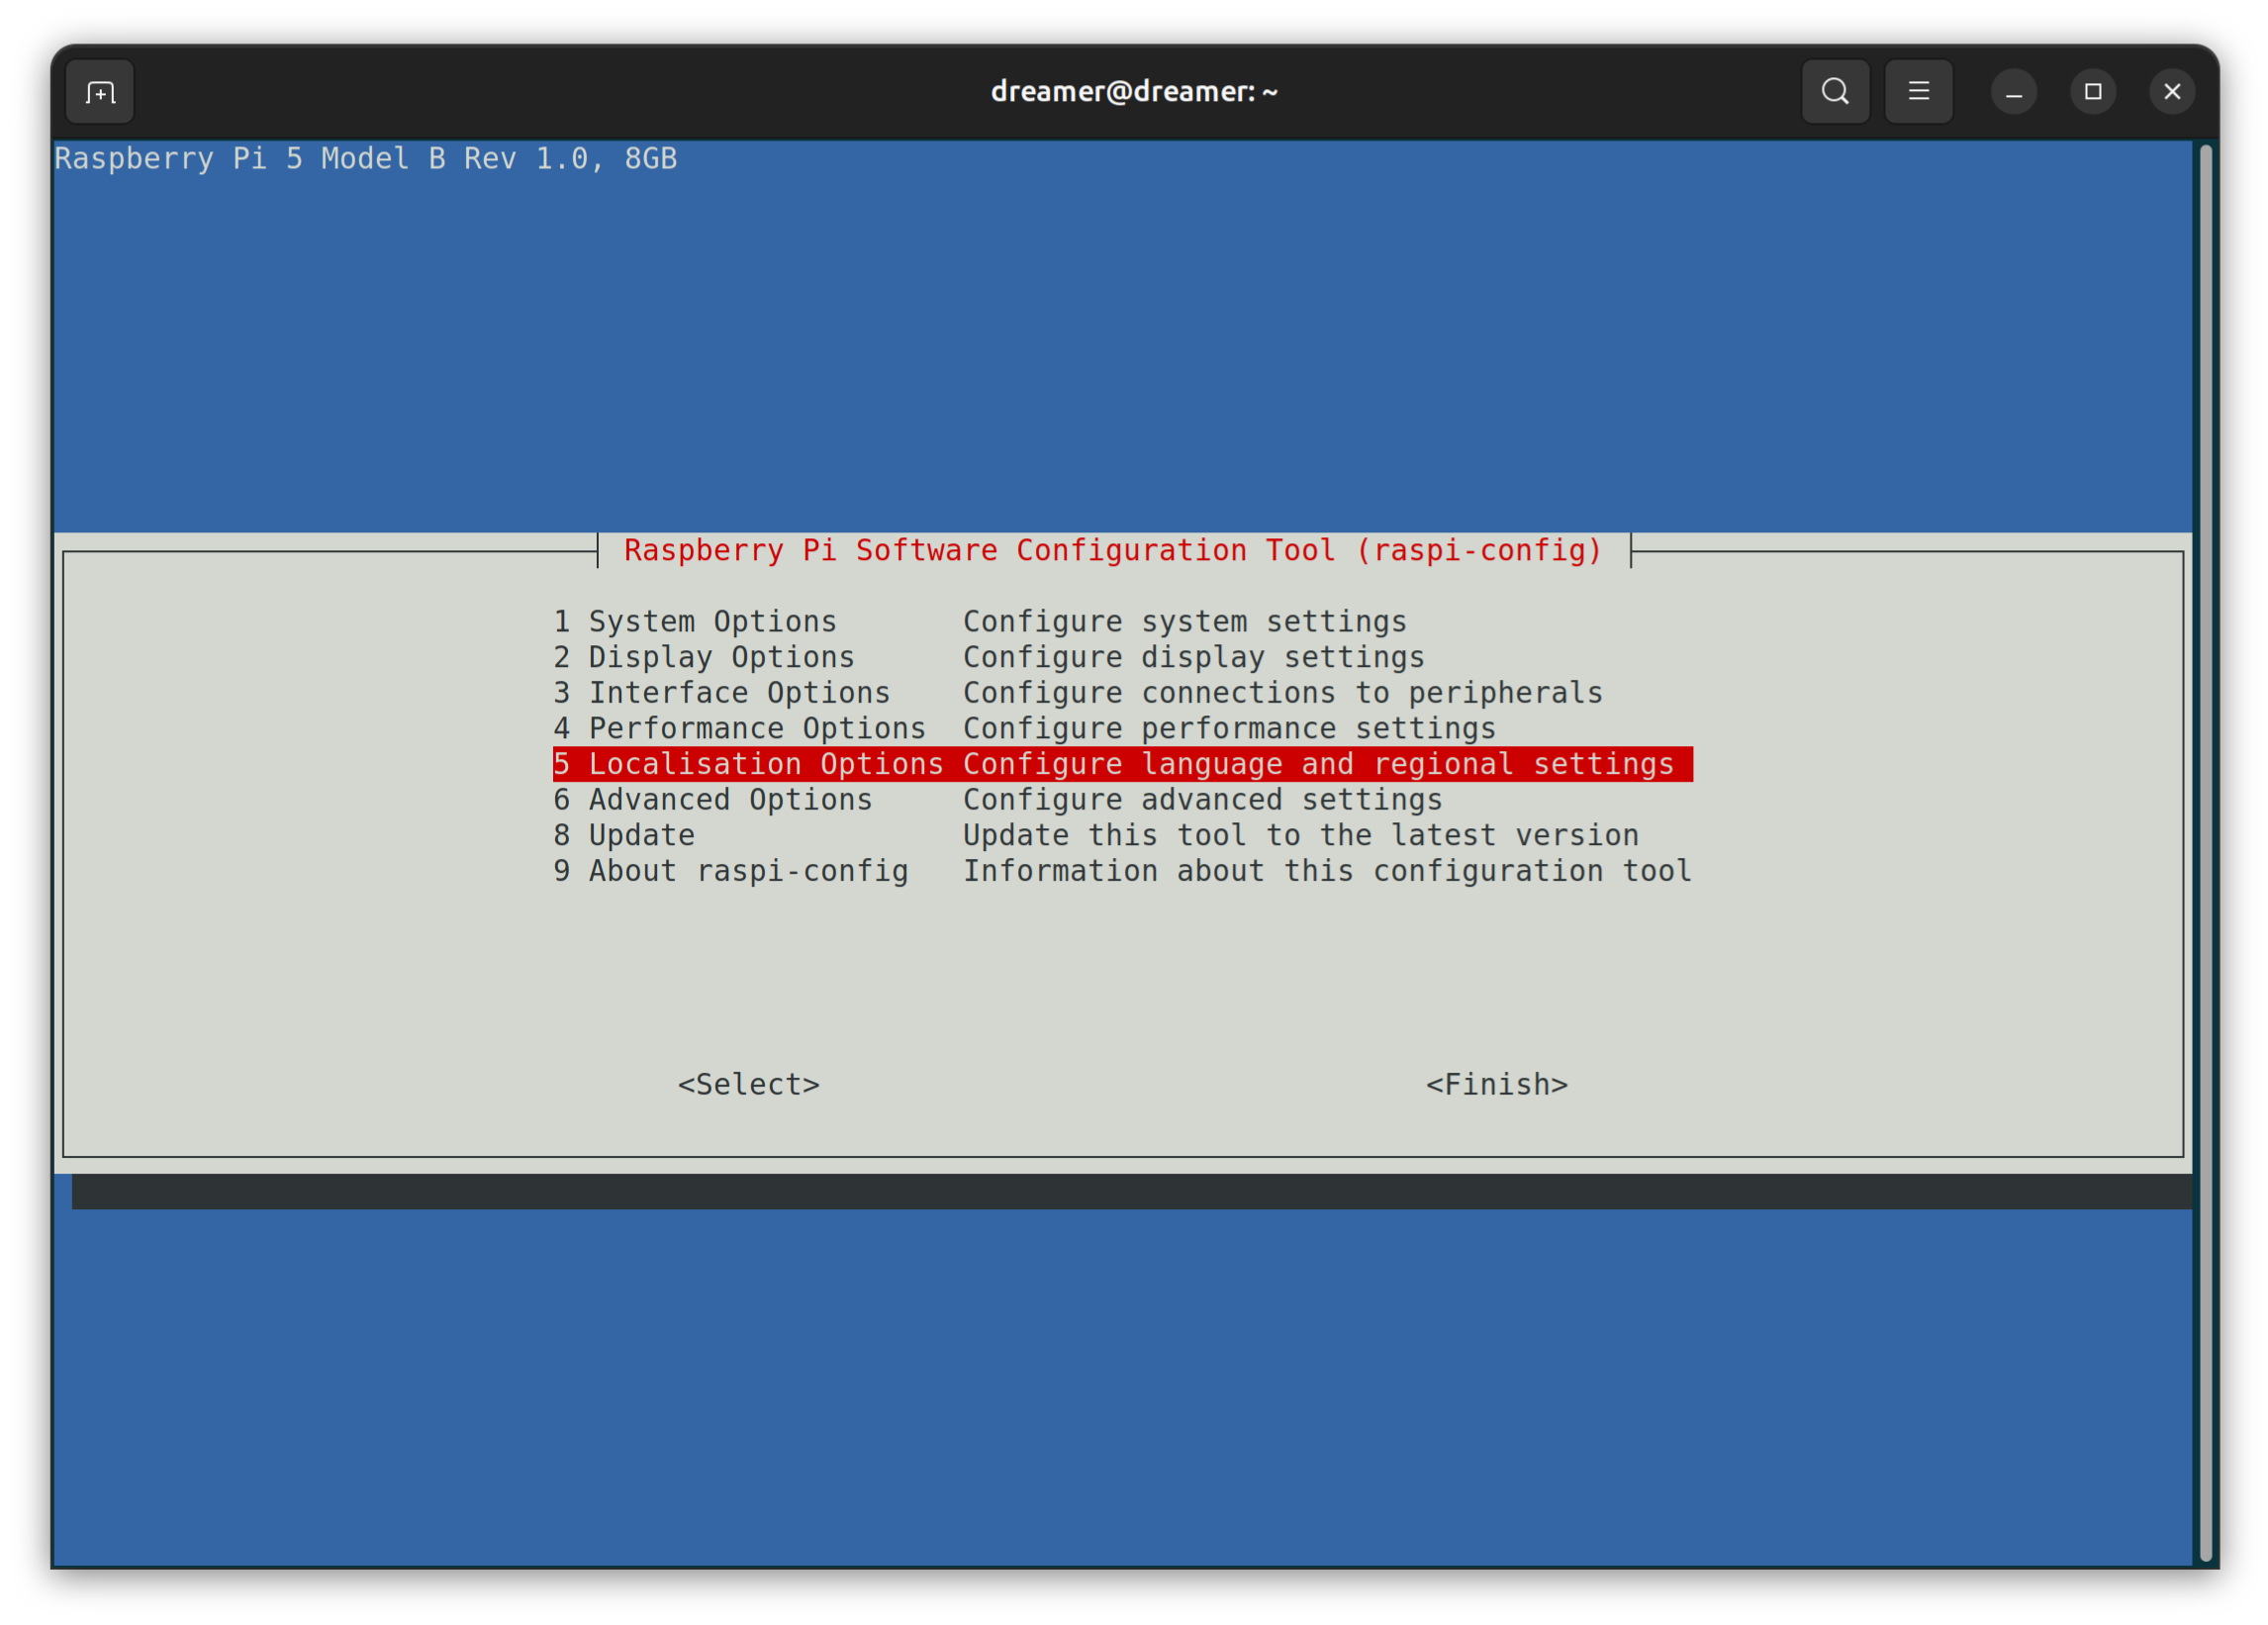 dreamer@dreamer: ~
Raspberry Pi 5 Model B Rev 1.0, 8GB
Raspberry Pi Software Configuration Tool (raspi-config)
1 System Options       Configure system settings
2 Display Options      Configure display settings
3 Interface Options    Configure connections to peripherals
4 Performance Options  Configure performance settings
5 Localisation Options Configure language and regional settings
6 Advanced Options     Configure advanced settings
8 Update               Update this tool to the latest version
9 About raspi-config   Information about this configuration tool
<Select>                                  <Finish>